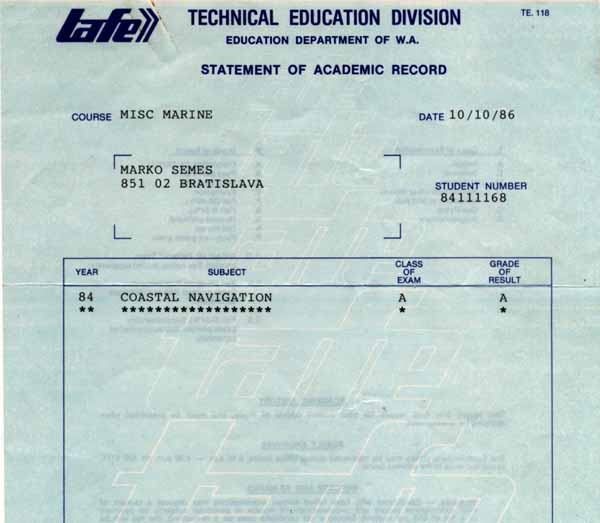 tafe
TECHNICAL EDUCATION DIVISION
TE. 118
EDUCATION DEPARTMENT OF W.A.
STATEMENT OF ACADEMIC RECORD
COURSE MISC MARINE
DATE 10/10/86
MARKO SEMES
851 02 BRATISLAVA
STUDENT NUMBER
84111168
YEAR SUBJECT CLASS OF EXAM GRADE OF RESULT
84 COASTAL NAVIGATION A A
** ****************** * *